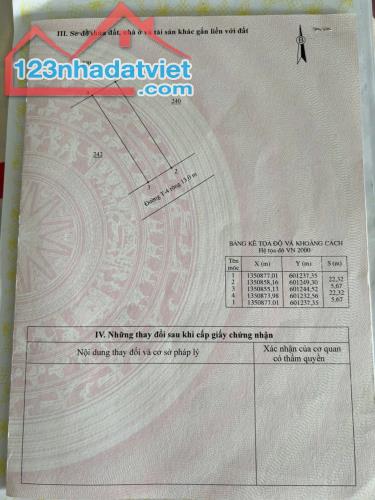 III. Sơ đồ thửa đất, nhà ở và tài sản khác gắn liền với đất
B
123nhadatviet
.com
240
242
2
3
Đường T-4 rộng 13,0 m
BẢNG KÊ TOẠ ĐỘ VÀ KHOẢNG CÁCH
Hệ tọa độ VN 2000
Tên mốc X (m) Y (m) S (m)
1 1350877,01 601237,35
22,32
2 1350858,16 601249,30
5,67
3 1350855,13 601244,52
22,32
4 1350873,98 601232,56
5,67
1 1350877,01 601237,35
IV. Những thay đổi sau khi cấp giấy chứng nhận
Nội dung thay đổi và cơ sở pháp lý
Xác nhận của cơ quan
có thẩm quyền